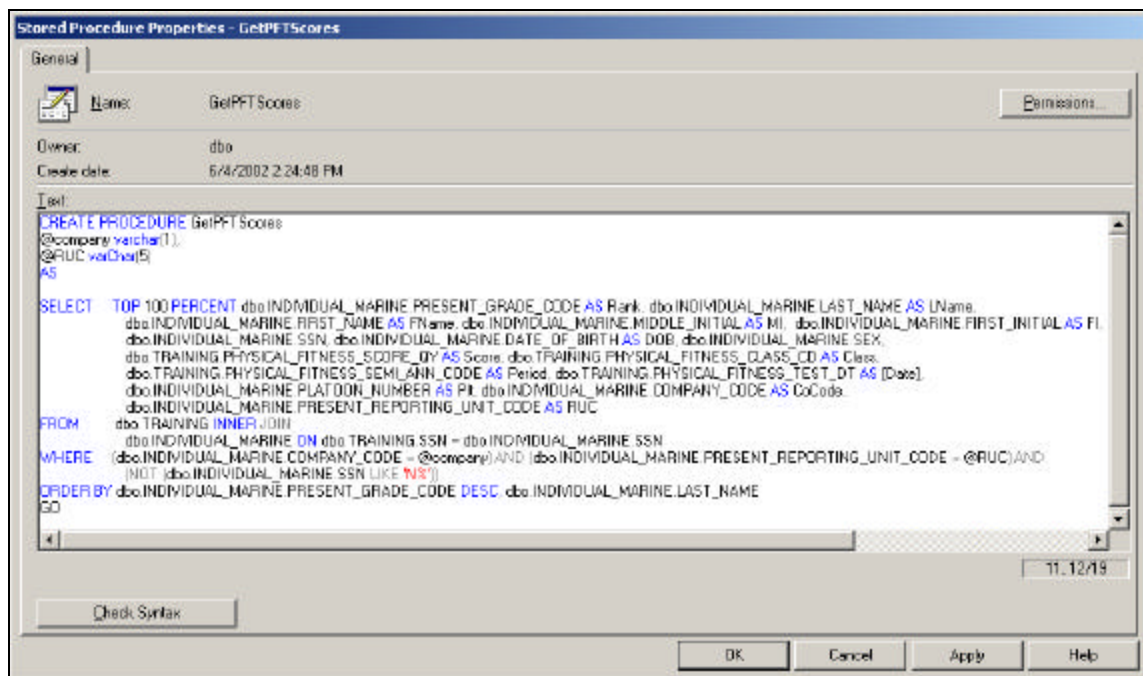 Stored Procedure Properties - GetPFTScores
General
Name: GetPFTScores
Permissions...
Owner: dbo
Create date: 6/4/2002 2:24:48 PM
Text:
CREATE PROCEDURE GetPFTScores
@company varchar(1),
@RUC varChar(5)
AS
SELECT TOP 100 PERCENT dbo.INDIVIDUAL_MARINE.PRESENT_GRADE_CODE AS Rank, dbo.INDIVIDUAL_MARINE.LAST_NAME AS LName,
dbo.INDIVIDUAL_MARINE.FIRST_NAME AS FName, dbo.INDIVIDUAL_MARINE.MIDDLE_INITIAL AS MI, dbo.INDIVIDUAL_MARINE.FIRST_INITIAL AS FI,
dbo.INDIVIDUAL_MARINE.SSN, dbo.INDIVIDUAL_MARINE.DATE_OF_BIRTH AS DOB, dbo.INDIVIDUAL_MARINE.SEX,
dbo.TRAINING.PHYSICAL_FITNESS_SCORE_QY AS Score, dbo.TRAINING.PHYSICAL_FITNESS_CLASS_CD AS Class,
dbo.TRAINING.PHYSICAL_FITNESS_SEMI_ANN_CODE AS Period, dbo.TRAINING.PHYSICAL_FITNESS_TEST_DT AS [Date],
dbo.INDIVIDUAL_MARINE.PLATOON_NUMBER AS Plt, dbo.INDIVIDUAL_MARINE.COMPANY_CODE AS CoCode,
dbo.INDIVIDUAL_MARINE.PRESENT_REPORTING_UNIT_CODE AS RUC
FROM dbo.TRAINING INNER JOIN
dbo.INDIVIDUAL_MARINE ON dbo.TRAINING.SSN = dbo.INDIVIDUAL_MARINE.SSN
WHERE (dbo.INDIVIDUAL_MARINE.COMPANY_CODE = @company) AND (dbo.INDIVIDUAL_MARINE.PRESENT_REPORTING_UNIT_CODE = @RUC) AND
(NOT (dbo.INDIVIDUAL_MARINE.SSN LIKE 'N%'))
ORDER BY dbo.INDIVIDUAL_MARINE.PRESENT_GRADE_CODE DESC, dbo.INDIVIDUAL_MARINE.LAST_NAME
GO
11, 12/19
Check Syntax
OK Cancel Apply Help